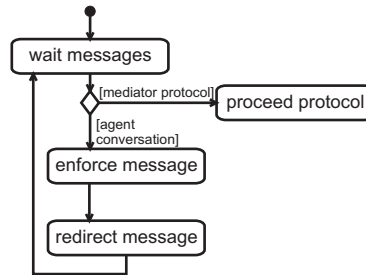 wait messages
[mediator protocol]
proceed protocol
[agent
conversation]
enforce message
redirect message